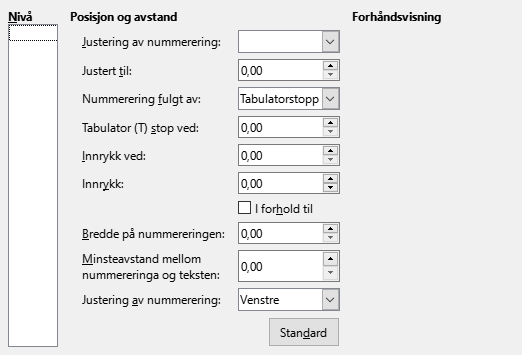 Nivå Posisjon og avstand Forhåndsvisning
Justering av nummerering:
Justert til: 0,00
Nummerering fulgt av: Tabulatorstopp
Tabulator (T) stop ved: 0,00
Innrykk ved: 0,00
Innrykk: 0,00
I forhold til
Bredde på nummereringen: 0,00
Minsteavstand mellom
nummereringa og teksten: 0,00
Justering av nummerering: Venstre
Standard